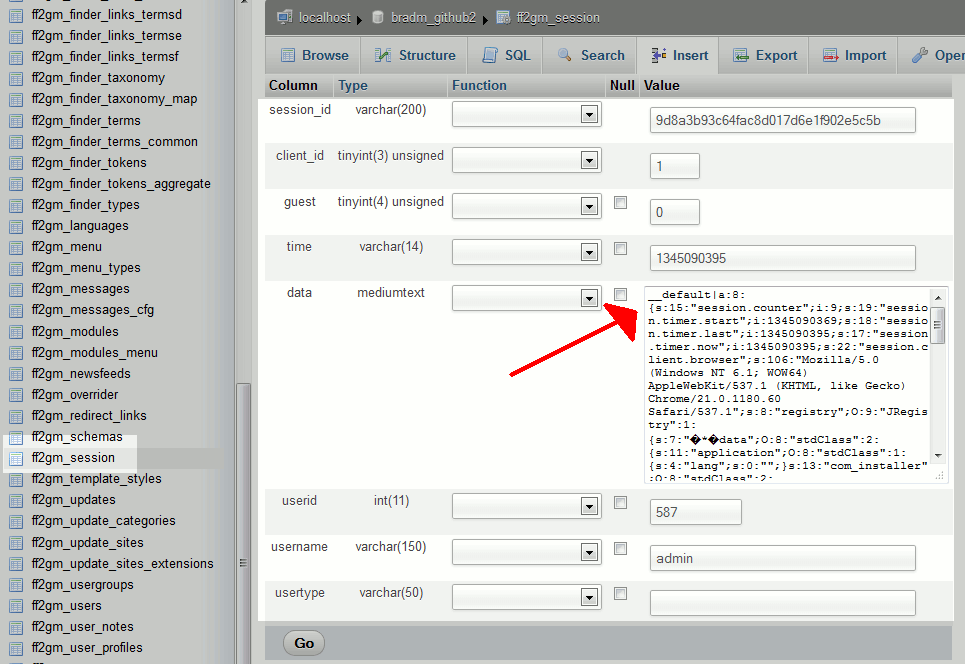 ff2gm_finder_links_termsd
ff2gm_finder_links_termse
ff2gm_finder_links_termsf
ff2gm_finder_taxonomy
ff2gm_finder_taxonomy_map
ff2gm_finder_terms
ff2gm_finder_terms_common
ff2gm_finder_tokens
ff2gm_finder_tokens_aggregate
ff2gm_finder_types
ff2gm_languages
ff2gm_menu
ff2gm_menu_types
ff2gm_messages
ff2gm_messages_cfg
ff2gm_modules
ff2gm_modules_menu
ff2gm_newsfeeds
ff2gm_overrider
ff2gm_redirect_links
ff2gm_schemas
ff2gm_session
ff2gm_template_styles
ff2gm_updates
ff2gm_update_categories
ff2gm_update_sites
ff2gm_update_sites_extensions
ff2gm_usergroups
ff2gm_users
ff2gm_user_notes
ff2gm_user_profiles
localhost bradm_github2 ff2gm_session
Browse Structure SQL Search Insert Export Import Oper
Column Type Function Null Value
session_id varchar(200) 9d8a3b93c64fac8d017d6e1f902e5c5b
client_id tinyint(3) unsigned 1
guest tinyint(4) unsigned 0
time varchar(14) 1345090395
data mediumtext
__default|a:8:
{s:15:"session.counter";i:9;s:19:"sessio
n.timer.start";i:1345090369;s:18:"sessio
n.timer.last";i:1345090395;s:17:"session
.timer.now";i:1345090395;s:22:"session.c
lient.browser";s:106:"Mozilla/5.0
(Windows NT 6.1; WOW64)
AppleWebKit/537.1 (KHTML, like Gecko)
Chrome/21.0.1180.60
Safari/537.1";s:8:"registry";O:9:"JRegis
try":1:
{s:7:"�*�data";O:8:"stdClass":2:
{s:11:"application";O:8:"stdClass":1:
{s:4:"lang";s:0:"";}s:13:"com_installer"
;O:8:"stdClass":2:
userid int(11) 587
username varchar(150) admin
usertype varchar(50)
Go